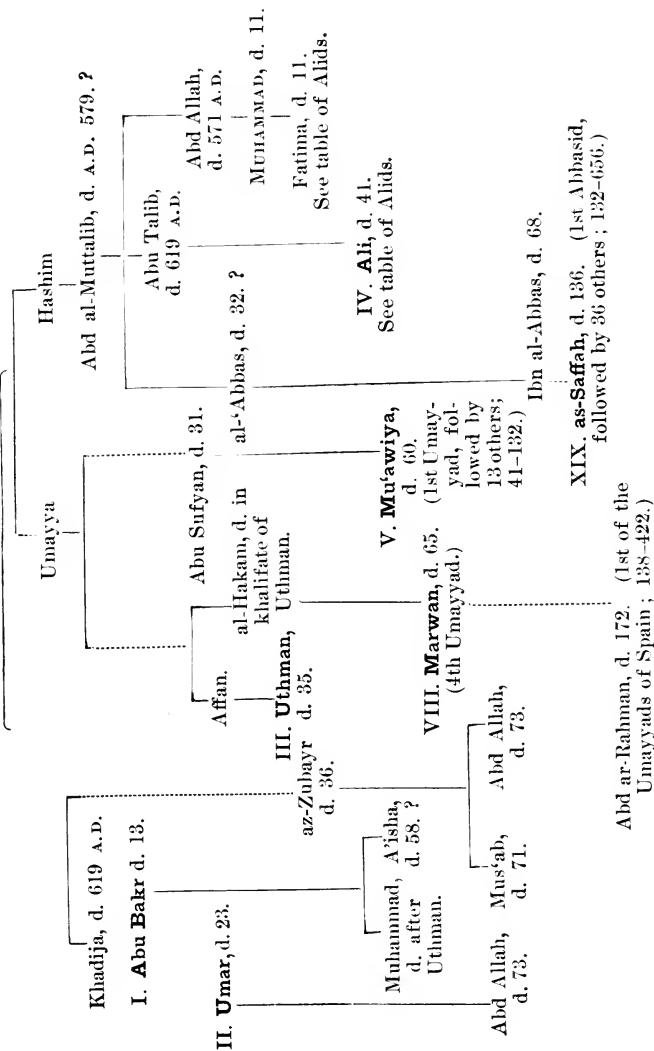 Hashim
Umayya
Abd al-Muttalib, d. A.D. 579. ?
Abd Allah,
d. 571 A.D.
Abu Talib,
d. 619 A.D.
MUHAMMAD, d. 11.
Fatima, d. 11.
See table of Alids.
al-‘Abbas, d. 32. ?
Abu Sufyan, d. 31.
IV. Ali, d. 41.
See table of Alids.
Affan.
al-Hakam, d. in
khalifate of
Uthman.
III. Uthman,
d. 35.
Khadija, d. 619 A.D.
I. Abu Bakr d. 13.
II. Umar, d. 23.
az-Zubayr
d. 36.
V. Mu‘awiya,
d. 60.
(1st Umay-
yad, fol-
lowed by
13 others;
41-132.)
VIII. Marwan, d. 65.
(4th Umayyad.)
Ibn al-Abbas, d. 68.
Muhammad,
d. after
Uthman.
A’isha,
d. 58. ?
Abd Allah,
d. 73.
Mus‘ab,
d. 71.
Abd Allah,
d. 73.
XIX. as-Saffah, d. 136. (1st Abbasid,
followed by 36 others; 132-656.)
Abd ar-Rahman, d. 172. (1st of the
Umayyads of Spain; 138-422.)